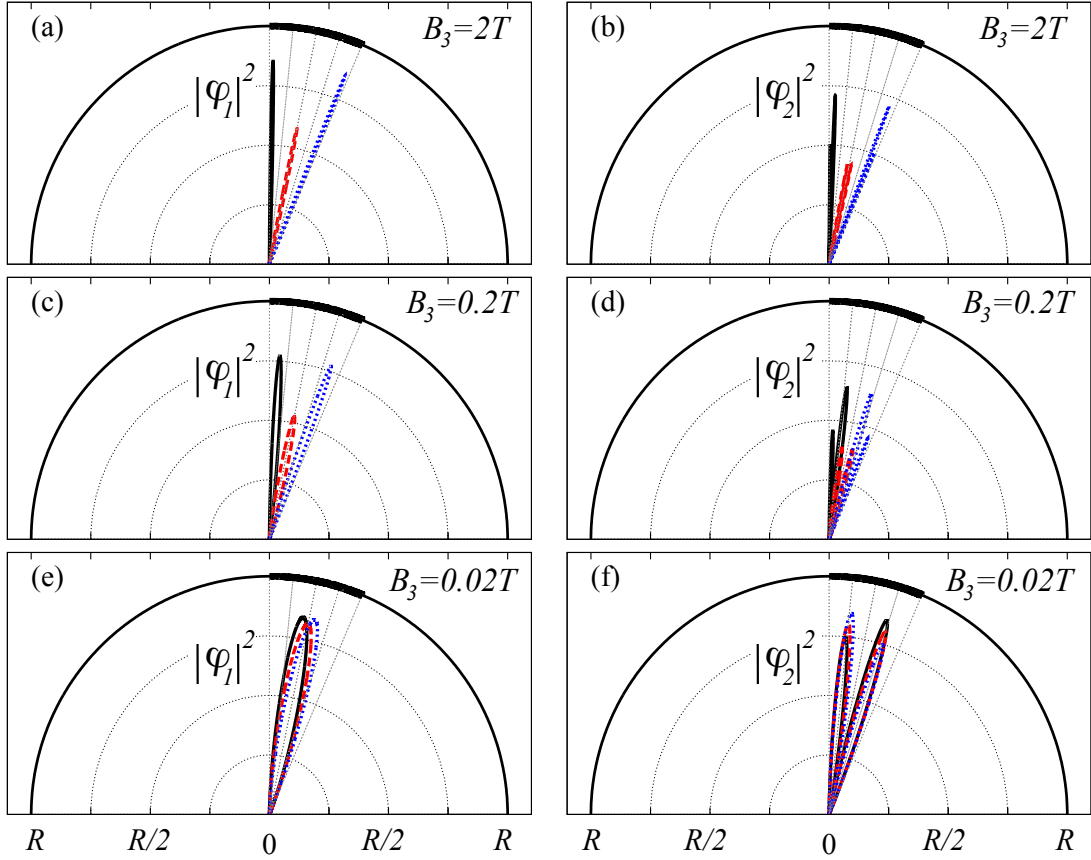 (a) B₃=2T
|φ₁|²
(b) B₃=2T
|φ₂|²
(c) B₃=0.2T
|φ₁|²
(d) B₃=0.2T
|φ₂|²
(e) B₃=0.02T
|φ₁|²
(f) B₃=0.02T
|φ₂|²
R R/2 0 R/2 R
R R/2 0 R/2 R